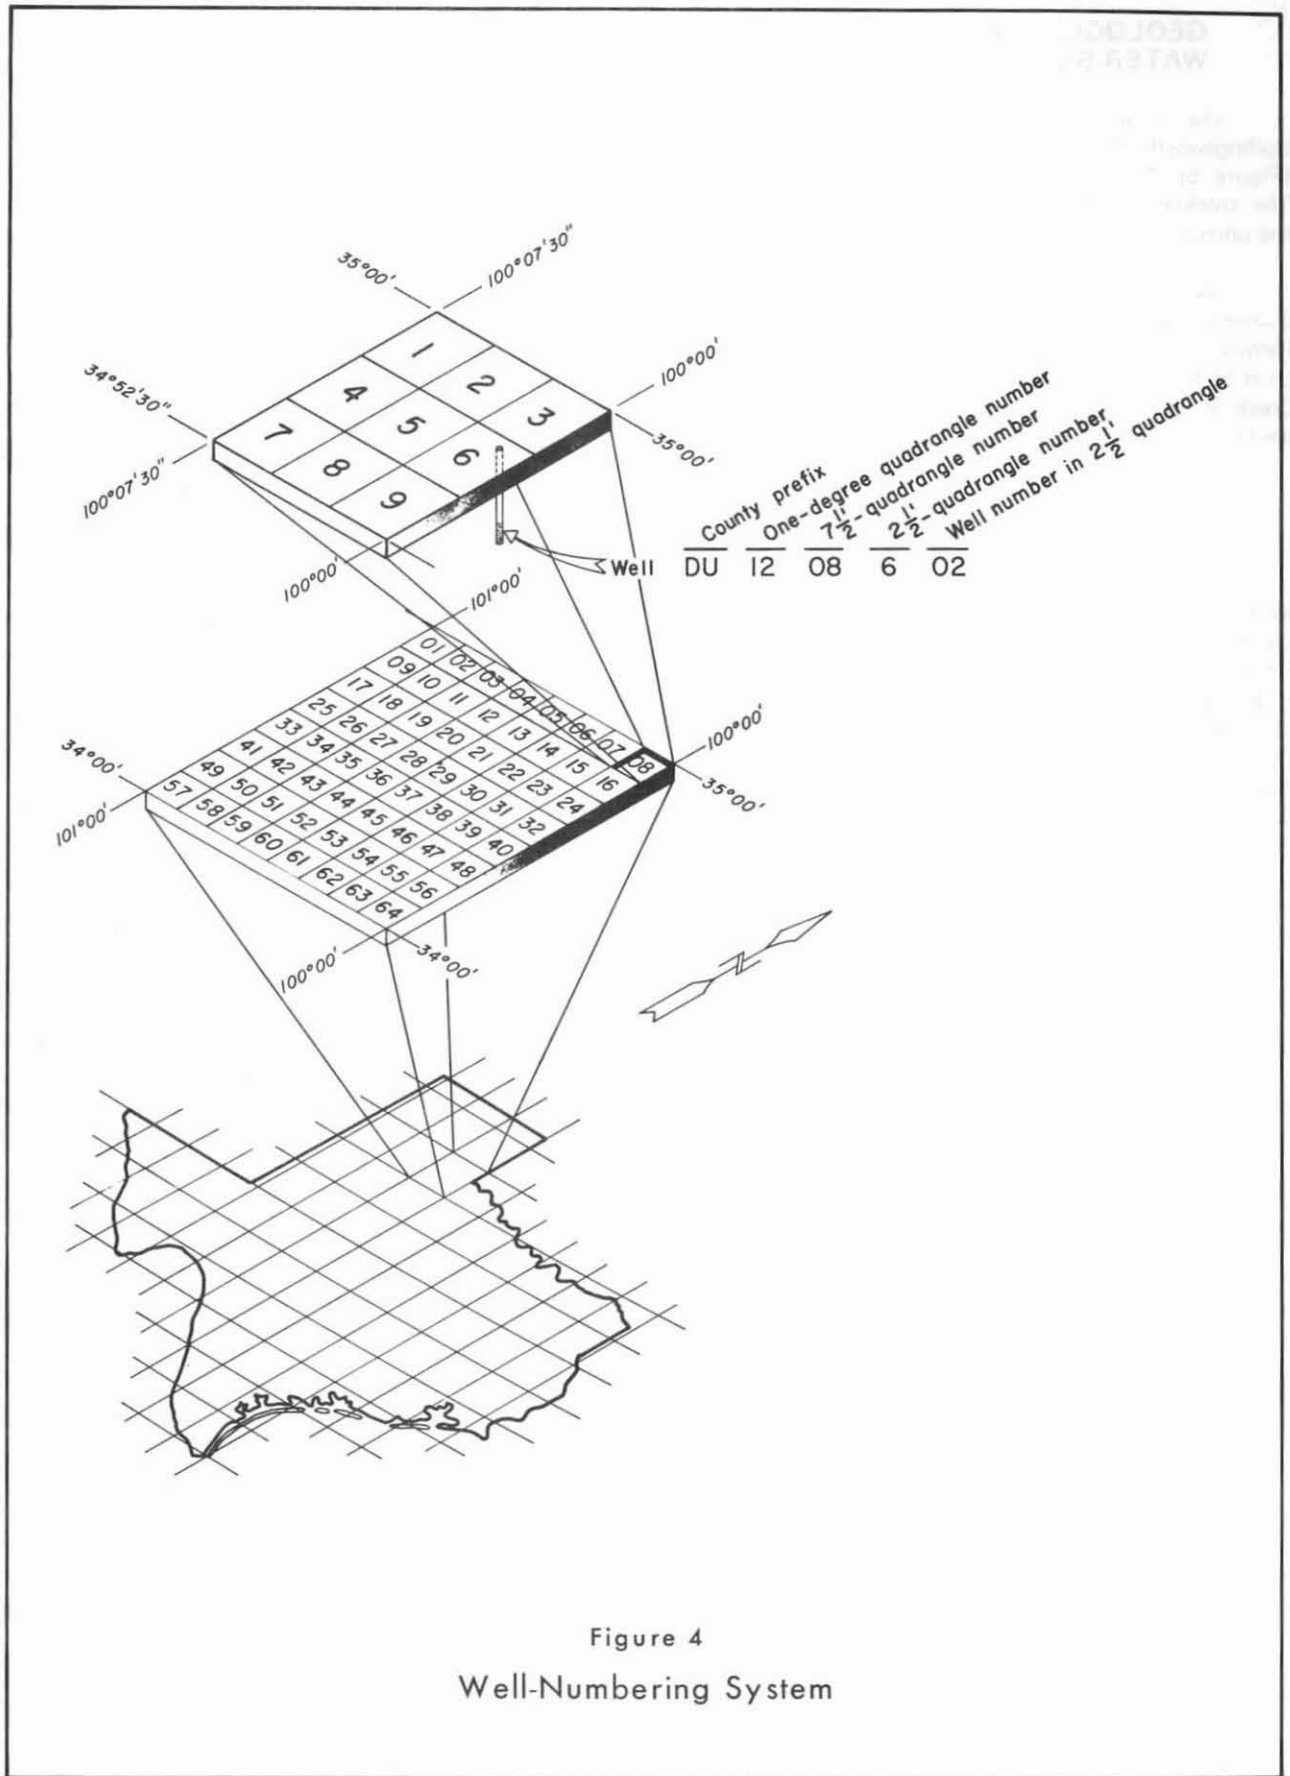 35°00'
100°07'30"
34°52'30"
100°00'
1
2
3
4
5
6
7
8
9
35°00'
100°07'30"
100°00'
County prefix
One-degree quadrangle number
7 1/2'-quadrangle number
2 1/2'-quadrangle number
Well number in 2 1/2' quadrangle
Well DU 12 08 6 02
101°00'
01 02 03 04 05 06 07 08
09 10 11 12 13 14 15 16
17 18 19 20 21 22 23 24
25 26 27 28 29 30 31 32
33 34 35 36 37 38 39 40
41 42 43 44 45 46 47 48
49 50 51 52 53 54 55 56
57 58 59 60 61 62 63 64
100°00'
35°00'
34°00'
101°00'
100°00'
34°00'
N
Figure 4
Well-Numbering System